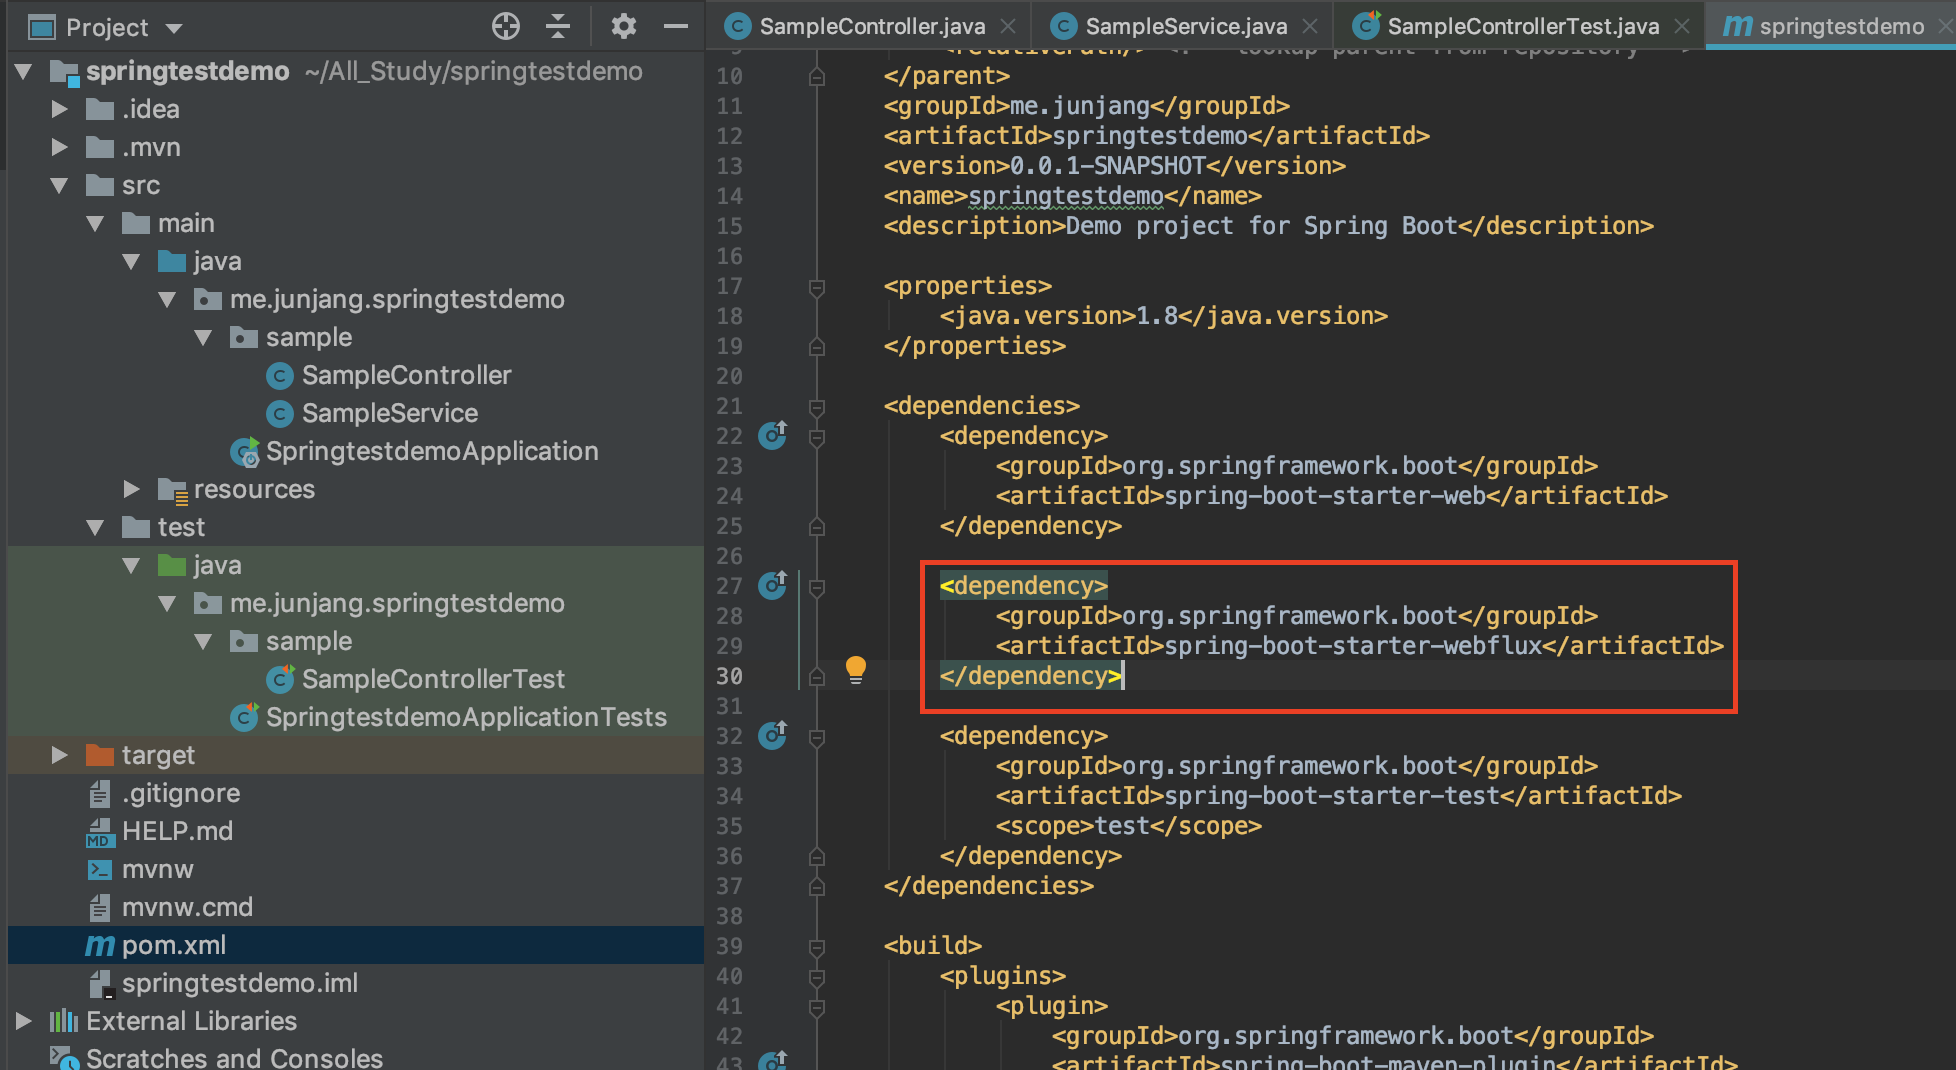 Project
springtestdemo ~/All_Study/springtestdemo
.idea
.mvn
src
main
java
me.junjang.springtestdemo
sample
SampleController
SampleService
SpringtestdemoApplication
resources
test
java
me.junjang.springtestdemo
sample
SampleControllerTest
SpringtestdemoApplicationTests
target
.gitignore
HELP.md
mvnw
mvnw.cmd
pom.xml
springtestdemo.iml
External Libraries
Scratches and Consoles
SampleController.java
SampleService.java
SampleControllerTest.java
springtestdemo
10 </parent>
11 <groupId>me.junjang</groupId>
12 <artifactId>springtestdemo</artifactId>
13 <version>0.0.1-SNAPSHOT</version>
14 <name>springtestdemo</name>
15 <description>Demo project for Spring Boot</description>
16
17 <properties>
18 <java.version>1.8</java.version>
19 </properties>
20
21 <dependencies>
22 <dependency>
23 <groupId>org.springframework.boot</groupId>
24 <artifactId>spring-boot-starter-web</artifactId>
25 </dependency>
26
27 <dependency>
28 <groupId>org.springframework.boot</groupId>
29 <artifactId>spring-boot-starter-webflux</artifactId>
30 </dependency>
31
32 <dependency>
33 <groupId>org.springframework.boot</groupId>
34 <artifactId>spring-boot-starter-test</artifactId>
35 <scope>test</scope>
36 </dependency>
37 </dependencies>
38
39 <build>
40 <plugins>
41 <plugin>
42 <groupId>org.springframework.boot</groupId>
43 <artifactId>spring-boot-maven-plugin</artifactId>